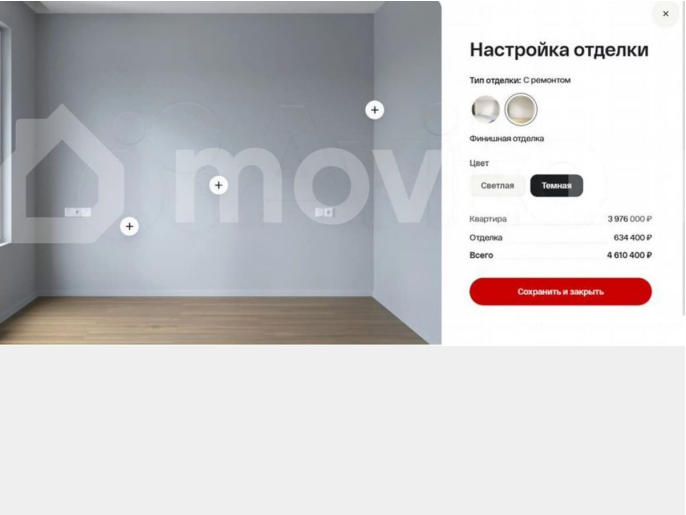 Настройка отделки
Тип отделки: С ремонтом
Финишная отделка
Цвет
Светлая Темная
Квартира 3 976 000 ₽
Отделка 634 400 ₽
Всего 4 610 400 ₽
Сохранить и закрыть